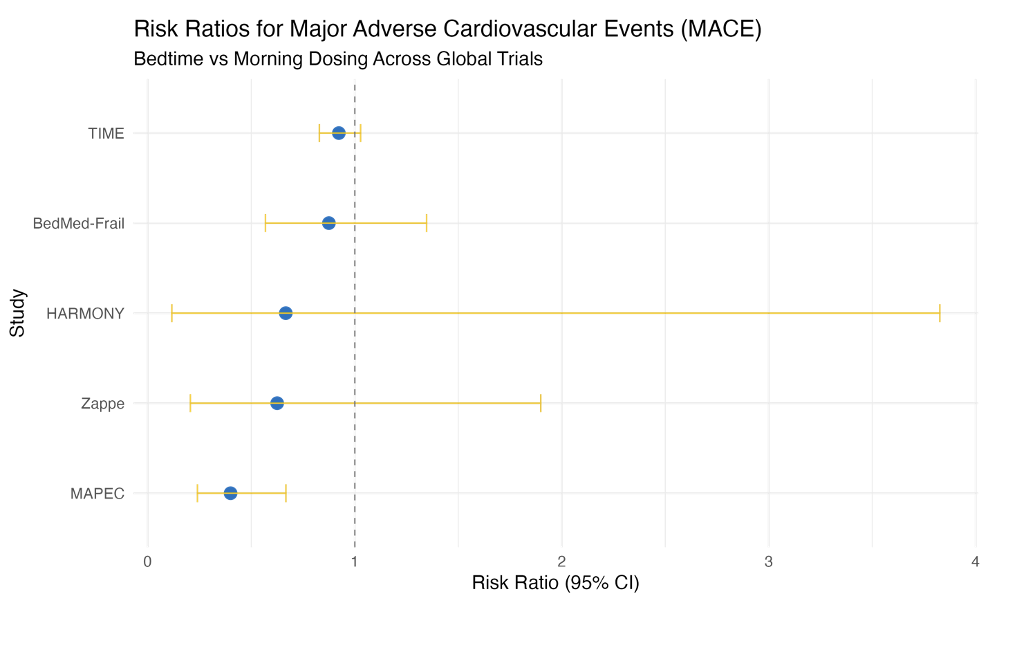 Risk Ratios for Major Adverse Cardiovascular Events (MACE)
Bedtime vs Morning Dosing Across Global Trials
Study
TIME
BedMed-Frail
HARMONY
Zappe
MAPEC
0 1 2 3 4
Risk Ratio (95% CI)